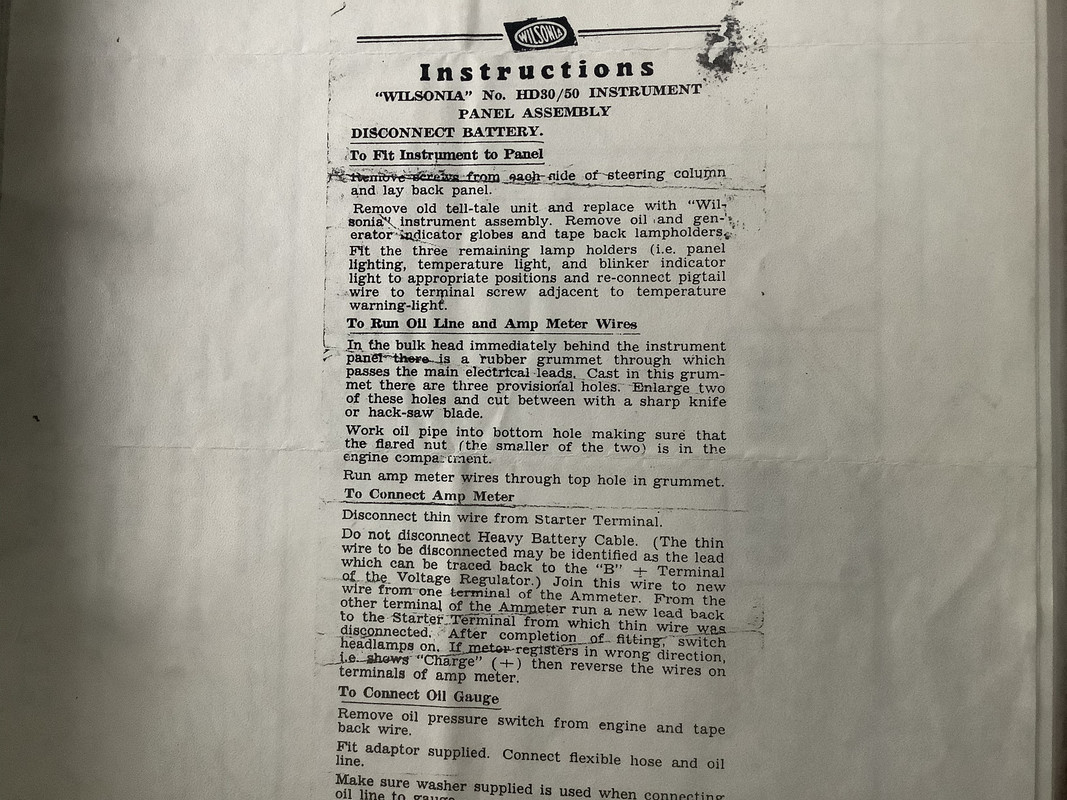 WILSONIA
Instructions
"WILSONIA" No. HD30/50 INSTRUMENT
PANEL ASSEMBLY
DISCONNECT BATTERY.
To Fit Instrument to Panel
Remove screws from each side of steering column
and lay back panel.
Remove old tell-tale unit and replace with "Wil-
sonia" instrument assembly. Remove oil and gen-
erator indicator globes and tape back lampholders.
Fit the three remaining lamp holders (i.e. panel
lighting, temperature light, and blinker indicator
light to appropriate positions and re-connect pigtail
wire to terminal screw adjacent to temperature
warning-light.
To Run Oil Line and Amp Meter Wires
In the bulk head immediately behind the instrument
panel there is a rubber grummet through which
passes the main electrical leads. Cast in this grum-
met there are three provisional holes. Enlarge two
of these holes and cut between with a sharp knife
or hack-saw blade.
Work oil pipe into bottom hole making sure that
the flared nut (the smaller of the two) is in the
engine compartment.
Run amp meter wires through top hole in grummet.
To Connect Amp Meter
Disconnect thin wire from Starter Terminal.
Do not disconnect Heavy Battery Cable. (The thin
wire to be disconnected may be identified as the lead
which can be traced back to the "B" + Terminal
of the Voltage Regulator.) Join this wire to new
wire from one terminal of the Ammeter. From the
other terminal of the Ammeter run a new lead back
to the Starter Terminal from which thin wire was
disconnected. After completion of fitting, switch
headlamps on. If meter registers in wrong direction,
i.e. shows "Charge" (+) then reverse the wires on
terminals of amp meter.
To Connect Oil Gauge
Remove oil pressure switch from engine and tape
back wire.
Fit adaptor supplied. Connect flexible hose and oil
line.
Make sure washer supplied is used when connecting
oil line to gauge.